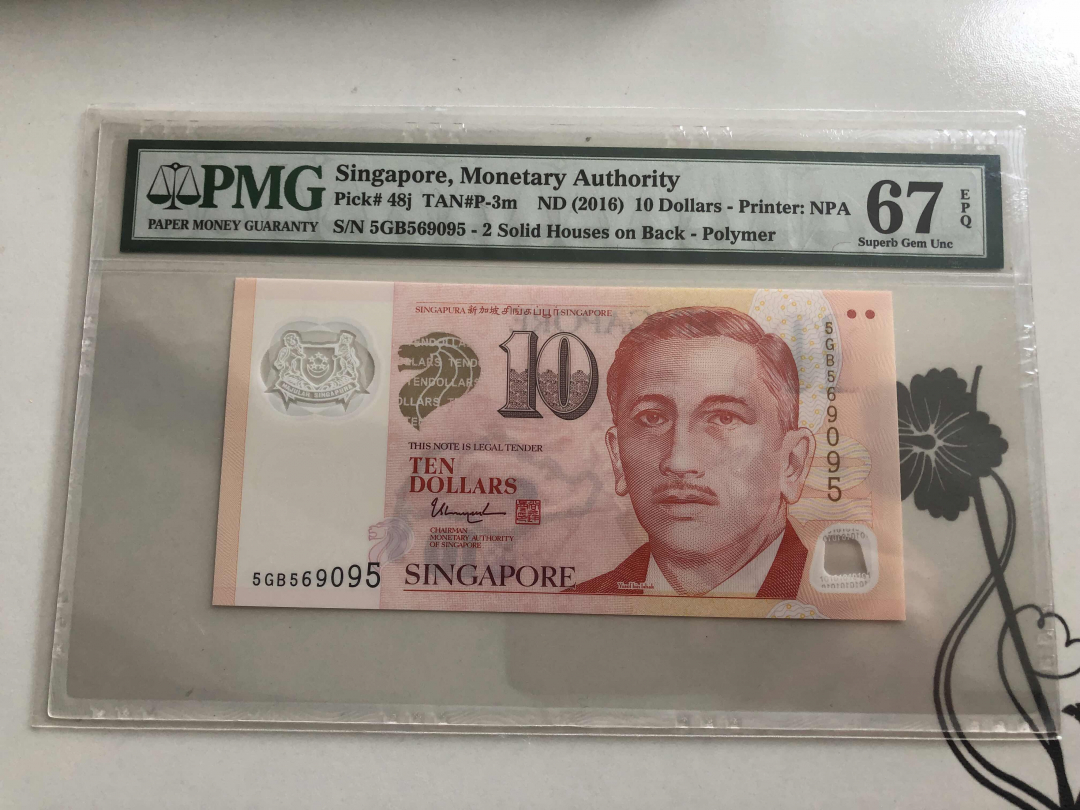 PMG
PAPER MONEY GUARANTY
Singapore, Monetary Authority
Pick# 48j TAN#P-3m ND (2016) 10 Dollars - Printer: NPA
S/N 5GB569095 - 2 Solid Houses on Back - Polymer
67
EPQ
Superb Gem Unc
SINGAPURA 新加坡 சிங்கப்பூர் SINGAPORE
10
5GB569095
THIS NOTE IS LEGAL TENDER
TEN
DOLLARS
CHAIRMAN
MONETARY AUTHORITY
OF SINGAPORE
5GB569095
SINGAPORE